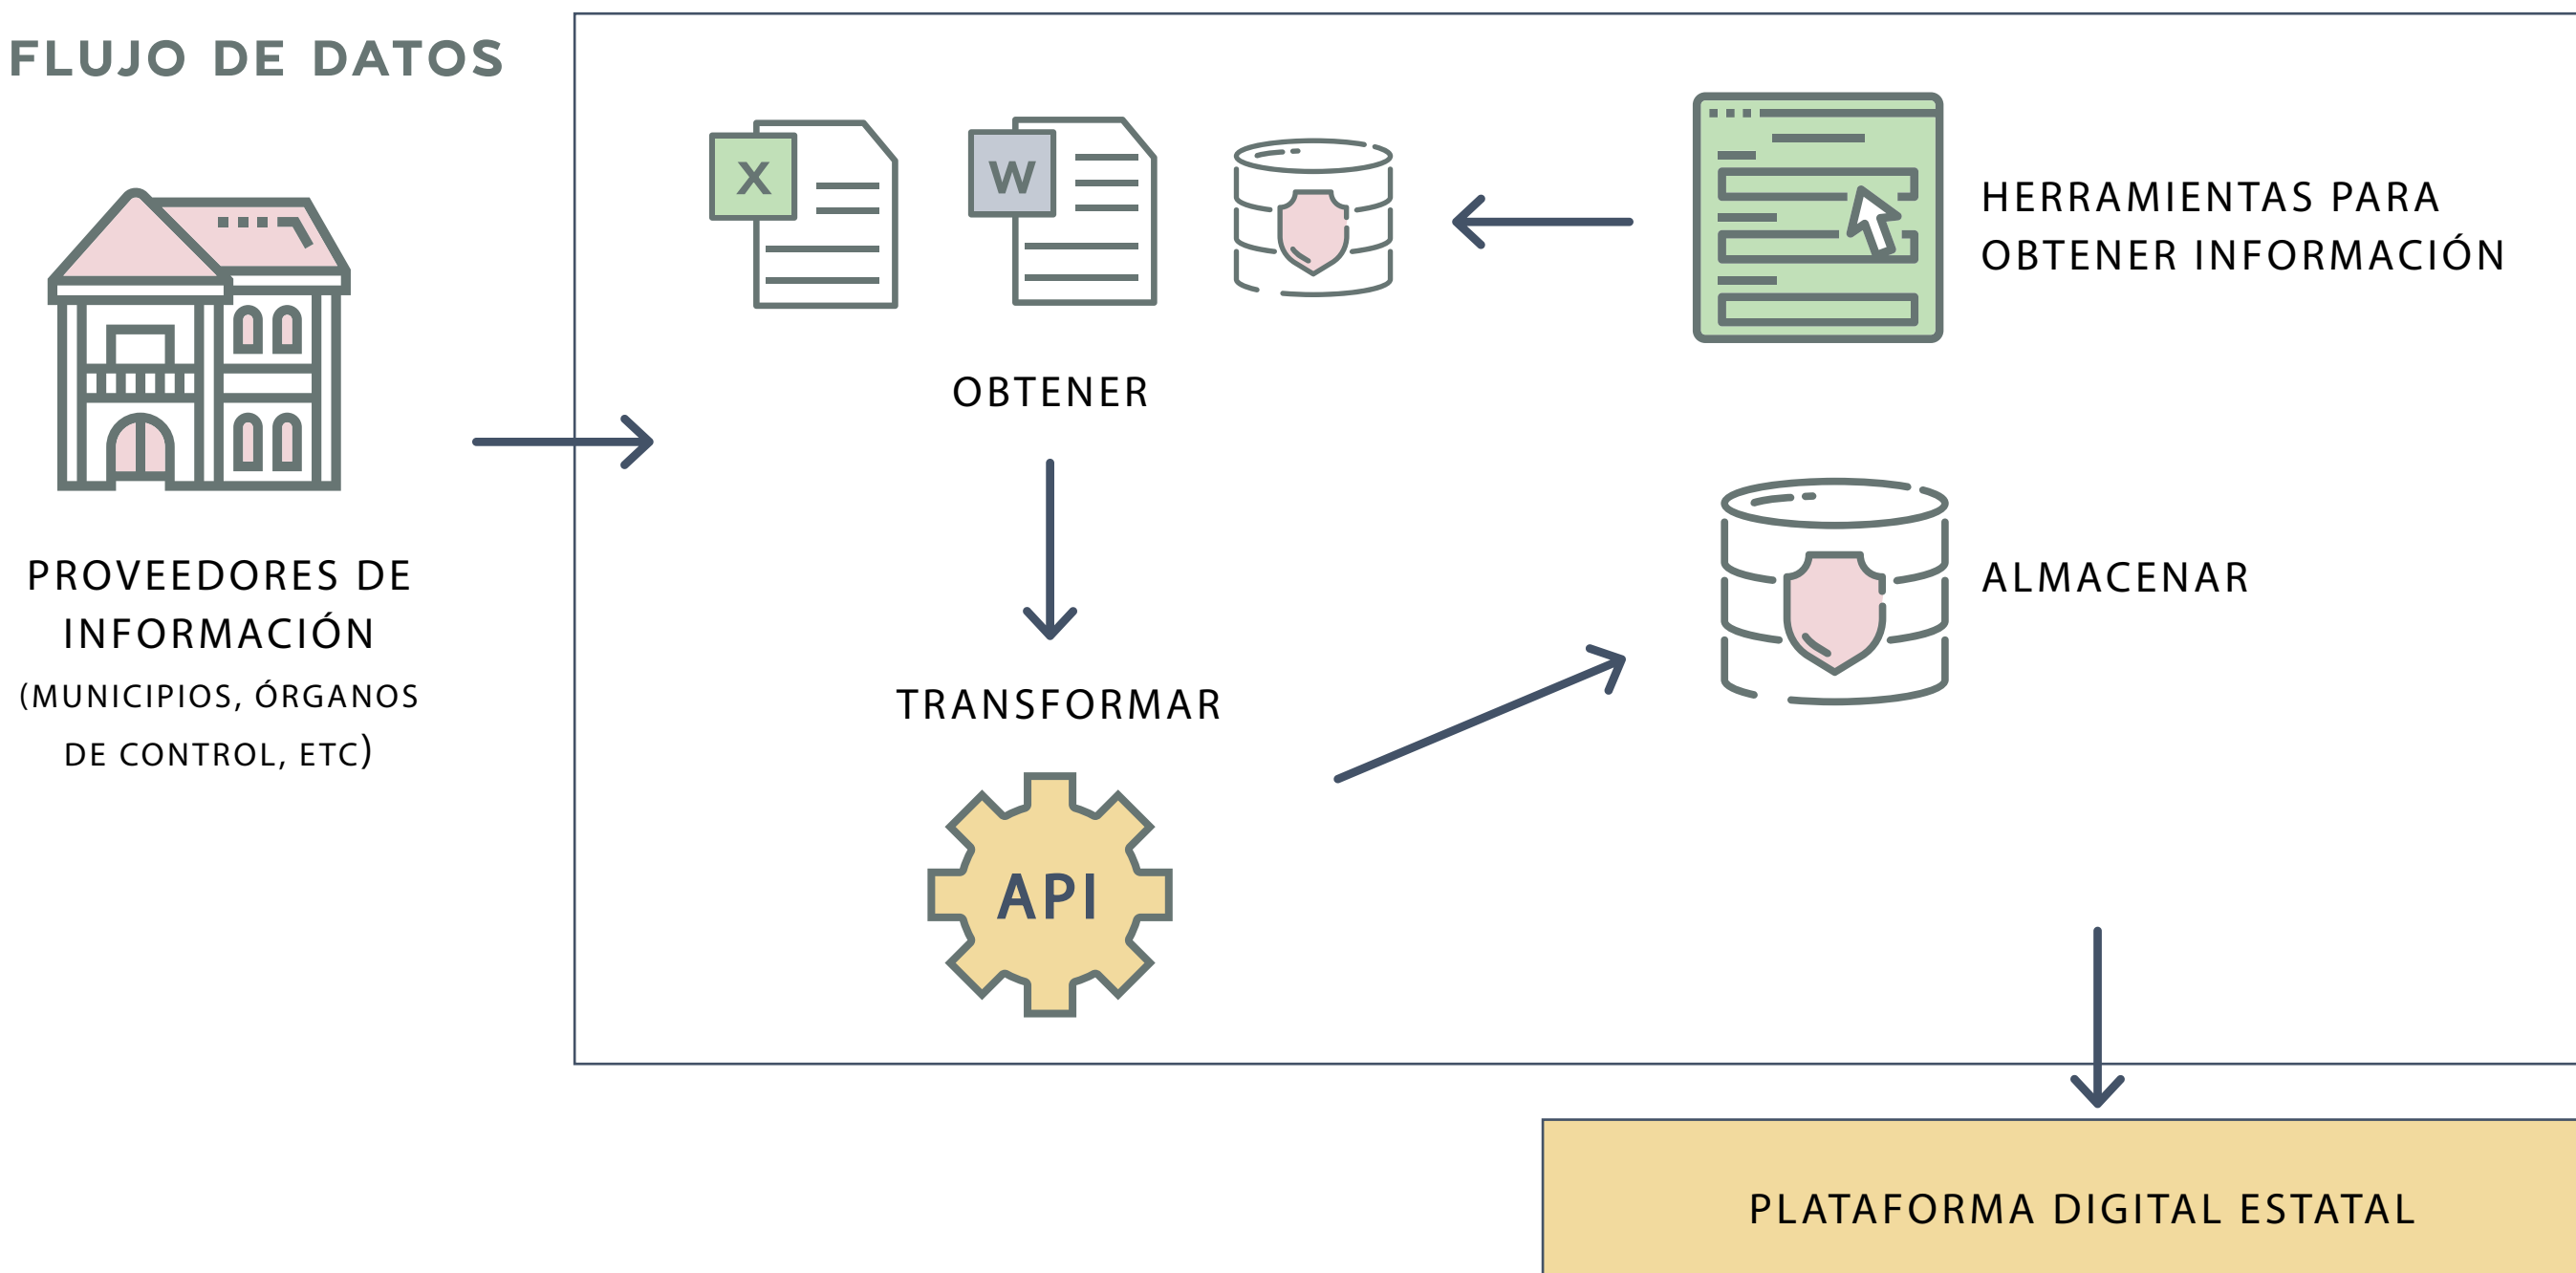 FLUJO DE DATOS
PROVEEDORES DE
INFORMACIÓN
(MUNICIPIOS, ÓRGANOS
DE CONTROL, ETC)
X
W
OBTENER
HERRAMIENTAS PARA
OBTENER INFORMACIÓN
TRANSFORMAR
API
ALMACENAR
PLATAFORMA DIGITAL ESTATAL